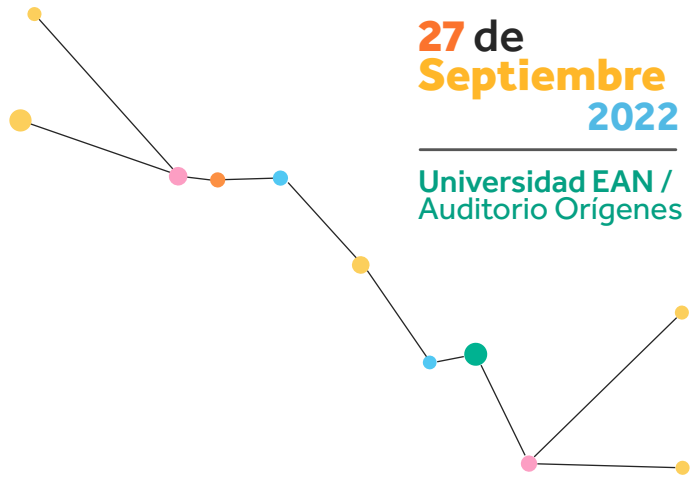 27 de
Septiembre
2022
Universidad EAN /
Auditorio Orígenes